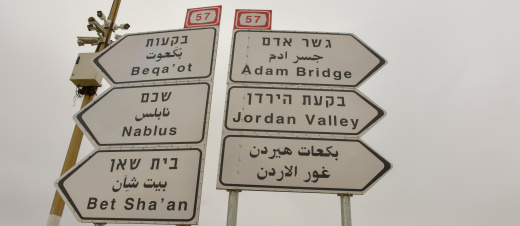 57
בקעות
بكعوت
Beqa'ot
שכם
نابلس
Nablus
בית שאן
بيت شان
Bet Sha'an
57
גשר אדם
جسر ادم
Adam Bridge
בקעת הירדן
Jordan Valley
بكعات هيردن
غور الاردن